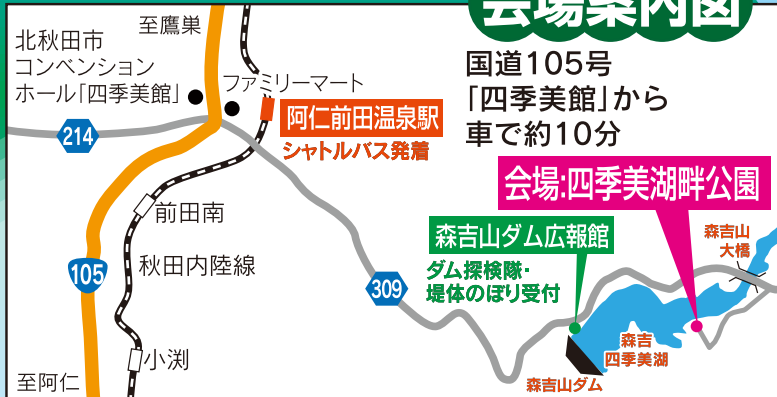 会場案内図
国道105号
「四季美館」から
車で約10分
至鷹巣
北秋田市
コンベンション
ホール「四季美館」
ファミリーマート
阿仁前田温泉駅
シャトルバス発着
214
会場:四季美湖畔公園
前田南
森吉山ダム広報館
ダム探検隊・
堤体のぼり受付
森吉山
大橋
105
秋田内陸線
309
小渕
森吉
四季美湖
森吉山ダム
至阿仁